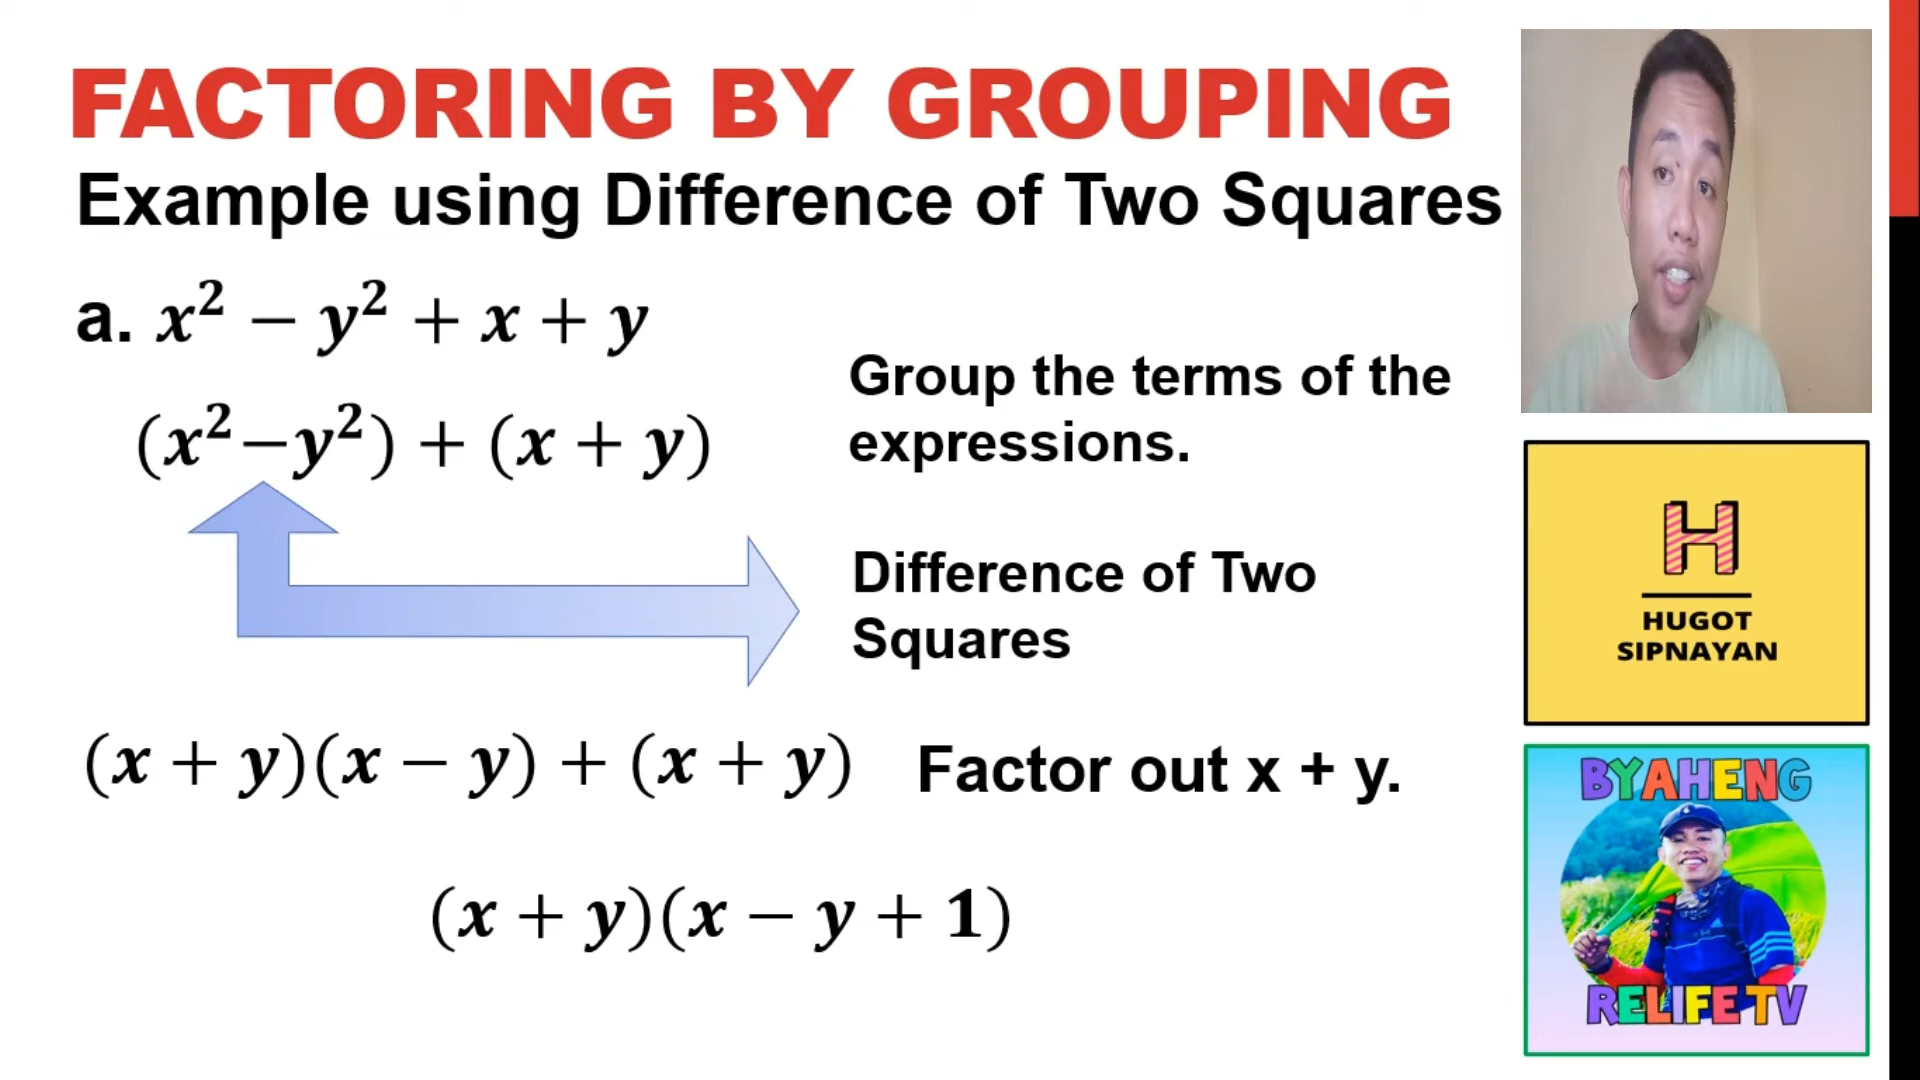 FACTORING BY GROUPING
Example using Difference of Two Squares
a. x² − y² + x + y
(x²−y²) + (x + y)
Group the terms of the
expressions.
Difference of Two
Squares
(x + y)(x − y) + (x + y)
Factor out x + y.
(x + y)(x − y + 1)
H
HUGOT
SIPNAYAN
BYAHENG
RELIFE TV